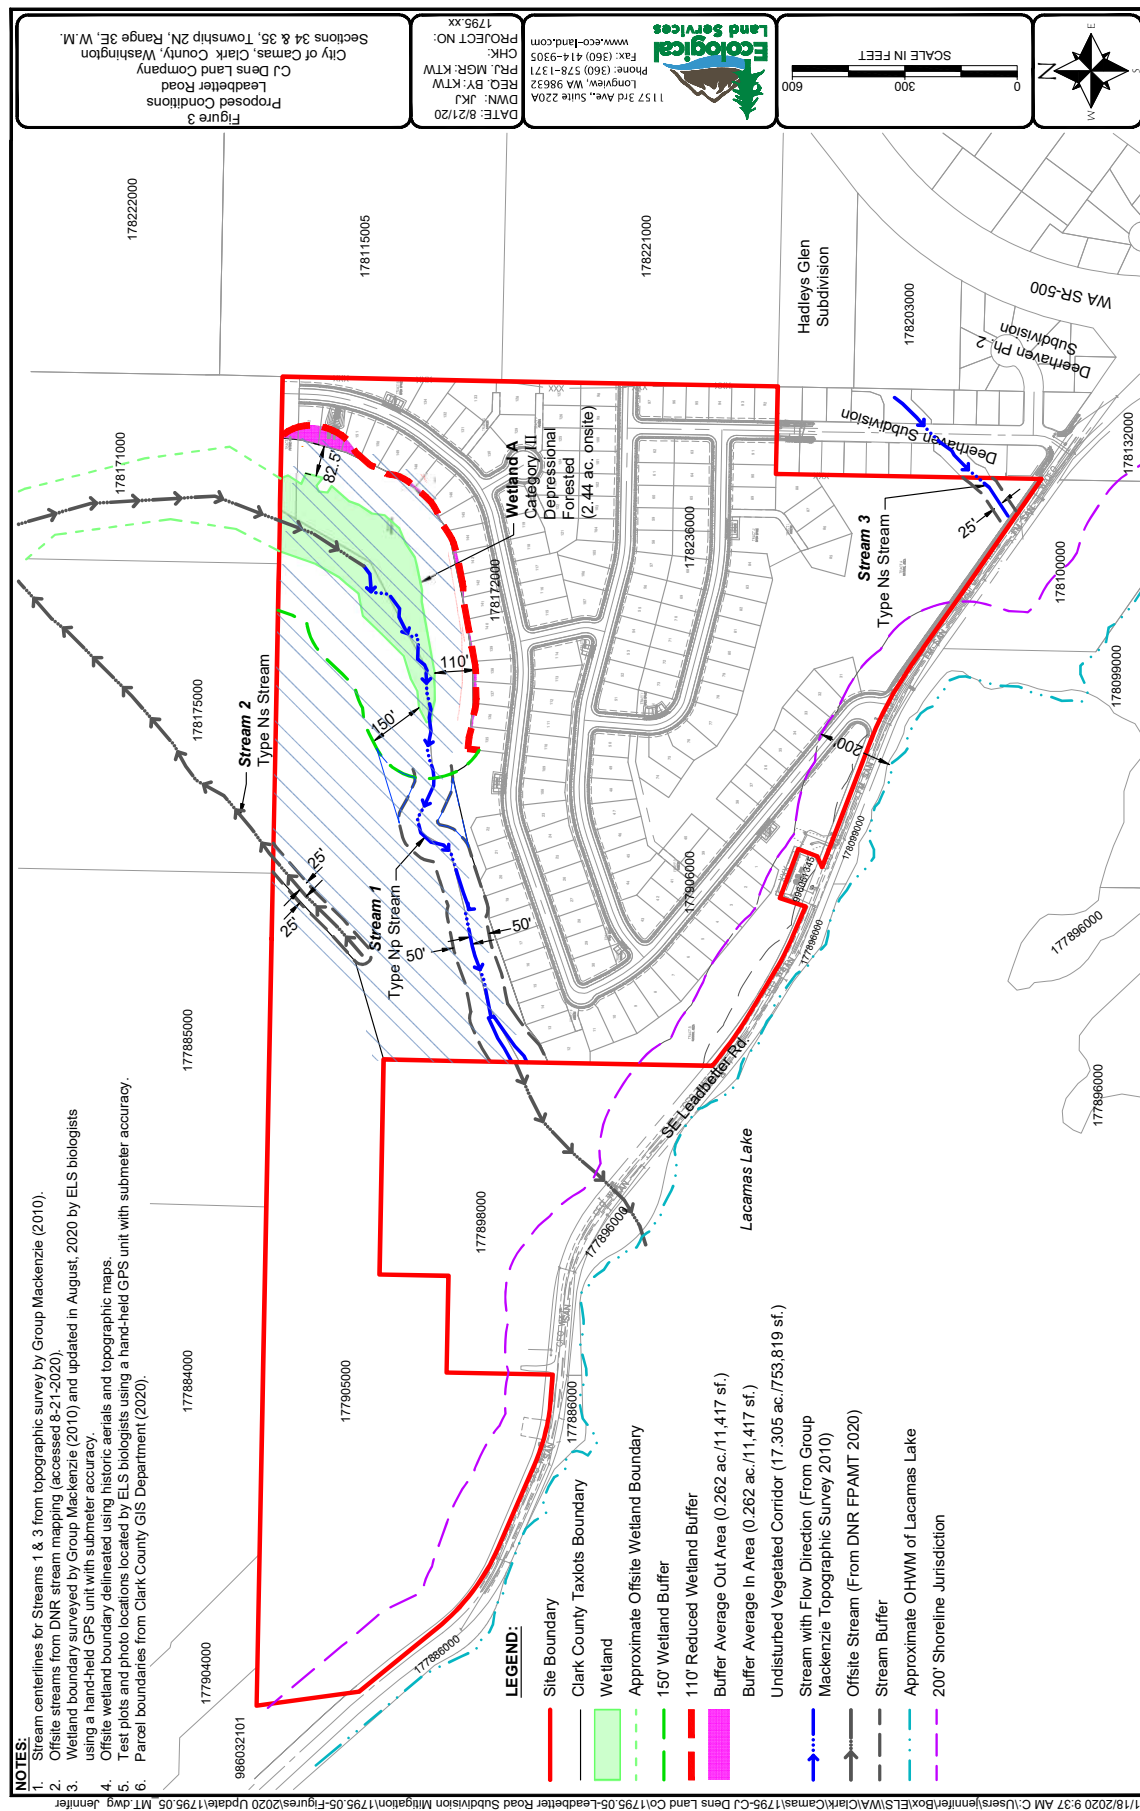 NOTES:
1. Stream centerlines for Streams 1 & 3 from topographic survey by Group Mackenzie (2010).
2. Offsite streams from DNR stream mapping (accessed 8-21-2020).
3. Wetland boundary surveyed by Group Mackenzie (2010) and updated in August, 2020 by ELS biologists
using a hand-held GPS unit with submeter accuracy.
4. Offsite wetland boundary delineated using historic aerials and topographic maps.
5. Test plots and photo locations located by ELS biologists using a hand-held GPS unit with submeter accuracy.
6. Parcel boundaries from Clark County GIS Department (2020).
986032101
177904000
177884000
177885000
178175000
178171000
178222000
178115005
178221000
177905000
177898000
177886000
177886000
177896000
177896000
177896000
177896000
177906000
178172000
178236000
178099000
178099000
178100000
178132000
178203000
996051345
Stream 2
Type Ns Stream
Stream 1
Type Np Stream
Stream 3
Type Ns Stream
Wetland A
Category III
Depressional
Forested
(2.44 ac. onsite)
82.5'
110'
150'
25'
25'
50'
50'
25'
200'
Hadleys Glen
Subdivision
Deerhaven Subdivision
Deerhaven Ph. 2
Subdivision
WA SR-500
SE Leadbetter Rd.
Lacamas Lake
LEGEND:
Site Boundary
Clark County Taxlots Boundary
Wetland
Approximate Offsite Wetland Boundary
150' Wetland Buffer
110' Reduced Wetland Buffer
Buffer Average Out Area (0.262 ac./11,417 sf.)
Buffer Average In Area (0.262 ac./11,417 sf.)
Undisturbed Vegetated Corridor (17.305 ac./753,819 sf.)
Stream with Flow Direction (From Group
Mackenzie Topographic Survey 2010)
Offsite Stream (From DNR FPAMT 2020)
Stream Buffer
Approximate OHWM of Lacamas Lake
200' Shoreline Jurisdiction
Figure 3
Proposed Conditions
Leadbetter Road
CJ Dens Land Company
City of Camas, Clark County, Washington
Sections 34 & 35, Township 2N, Range 3E, W.M.
DATE: 8/21/20
DWN: JKJ
REQ. BY: KTW
PRJ. MGR: KTW
CHK:
PROJECT NO:
1795.xx
Ecological
Land Services
1157 3rd Ave., Suite 220A
Longview, WA 98632
Phone: (360) 578-1371
Fax: (360) 414-9305
www.eco-land.com
0 300 600
SCALE IN FEET
N
E
S
W